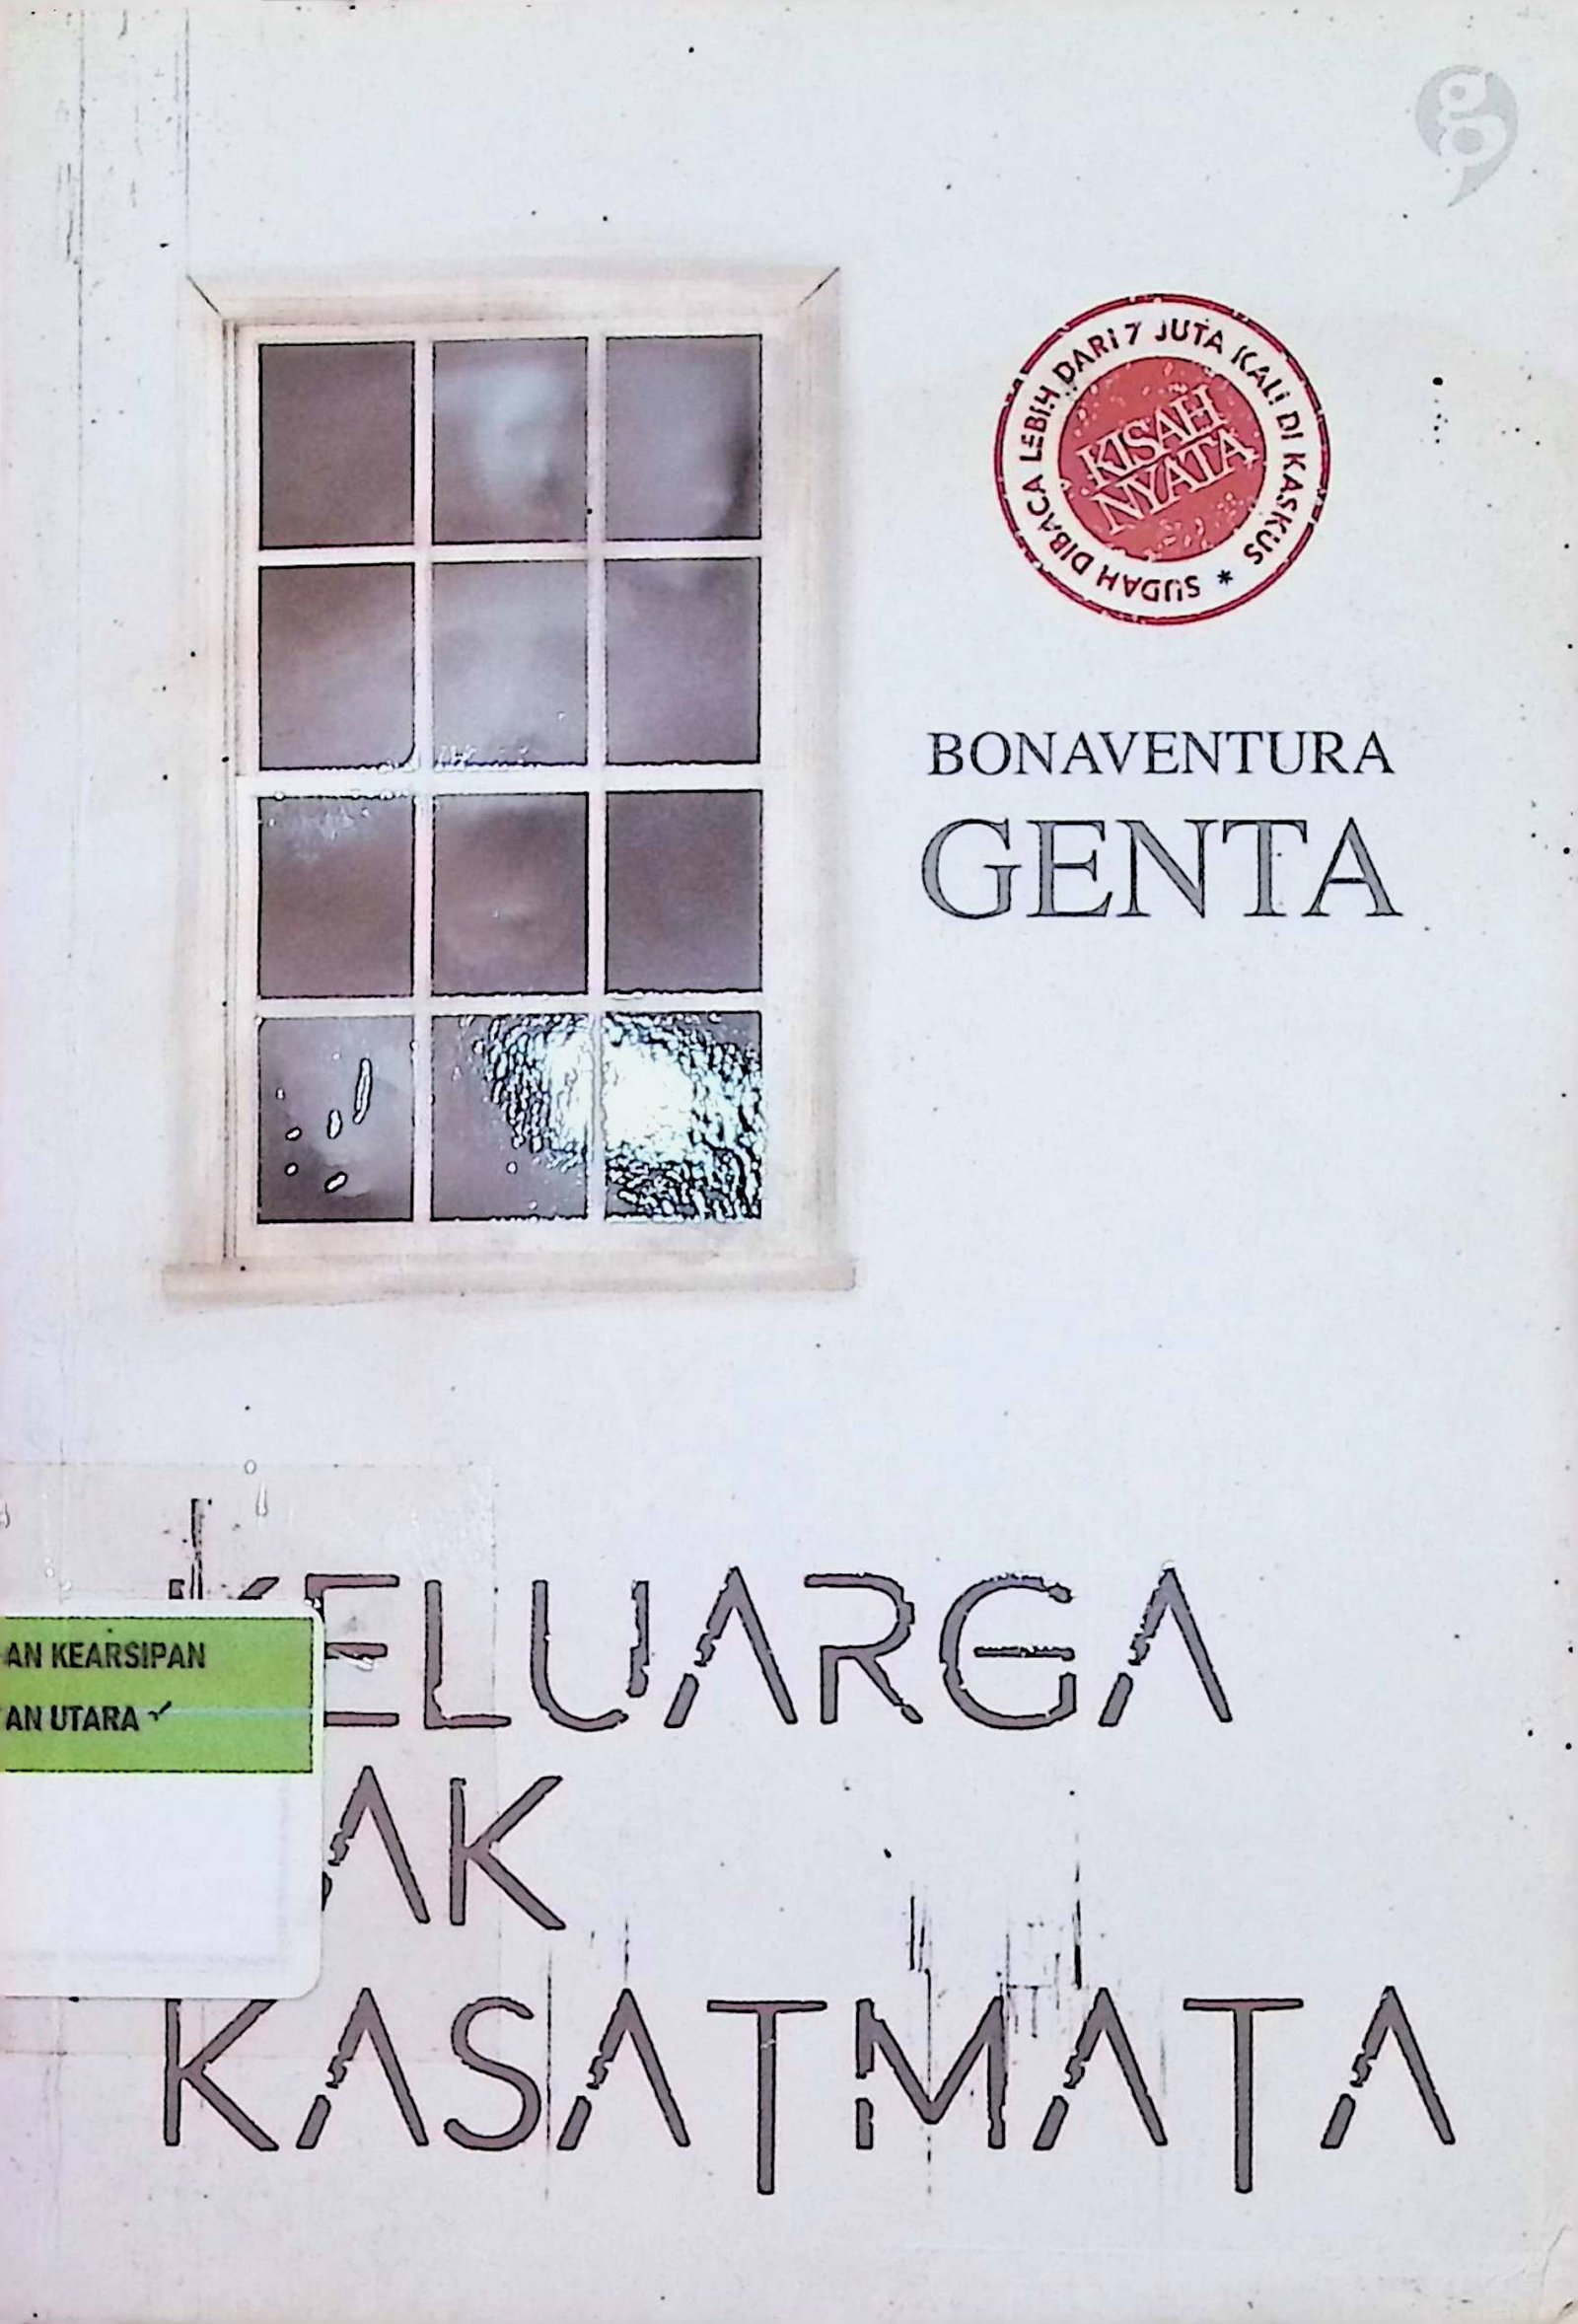 SUDAH DIBACA LEBIH DARI 7 JUTA KALI DI KASKUS *
KISAH
NYATA
BONAVENTURA
GENTA
KELUARGA
AN KEARSIPAN
AN UTARA
AK
KASATMATA